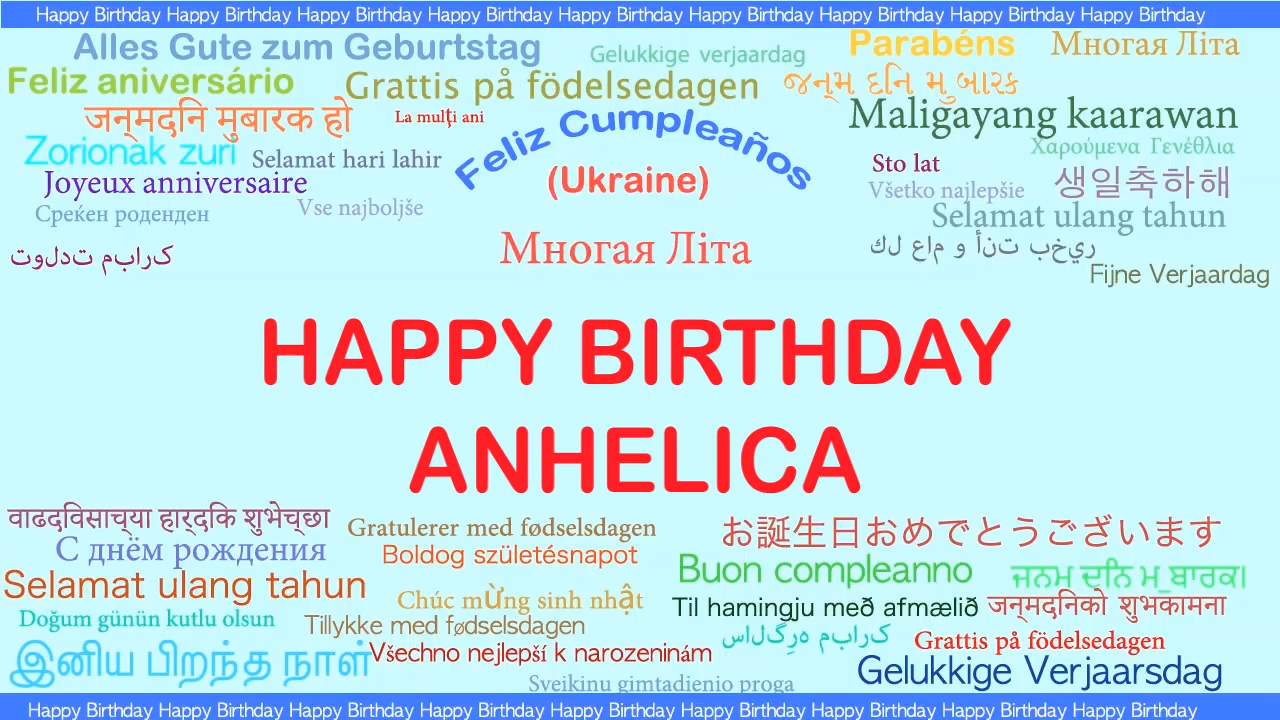 Happy Birthday Happy Birthday Happy Birthday Happy Birthday Happy Birthday Happy Birthday Happy Birthday Happy Birthday Happy Birthday
Alles Gute zum Geburtstag
Gelukkige verjaardag
Parabéns
Многая Літа
Feliz aniversário
Grattis på födelsedagen
જન્મ દિન મુબારક
जन्मदिन मुबारक हो
La mulţi ani
Feliz Cumpleaños
Maligayang kaarawan
Zorionak zuri
Selamat hari lahir
Χαρούμενα Γενέθλια
Sto lat
Joyeux anniversaire
(Ukraine)
Všetko najlepšie
생일축하해
Среќен роденден
Vse najboljše
Selamat ulang tahun
Многая Літа
تولدت مبارک
كل عام و أنت بخير
Fijne Verjaardag
HAPPY BIRTHDAY
ANHELICA
वाढदिवसाच्या हार्दिक शुभेच्छा
Gratulerer med fødselsdagen
お誕生日おめでとうございます
С днём рождения
Boldog születésnapot
Buon compleanno
ਜਨਮ ਦਿਨ ਮੁਬਾਰਕ।
Selamat ulang tahun
Chúc mừng sinh nhật
Til hamingju með afmælið
जन्मदिनको शुभकामना
Doğum günün kutlu olsun
Tillykke med fødselsdagen
سالگِرہ مبارک
Grattis på födelsedagen
இனிய பிறந்த நாள்
Všechno nejlepší k narozeninám
Gelukkige Verjaarsdag
Sveikinu gimtadienio proga
Happy Birthday Happy Birthday Happy Birthday Happy Birthday Happy Birthday Happy Birthday Happy Birthday Happy Birthday Happy Birthday